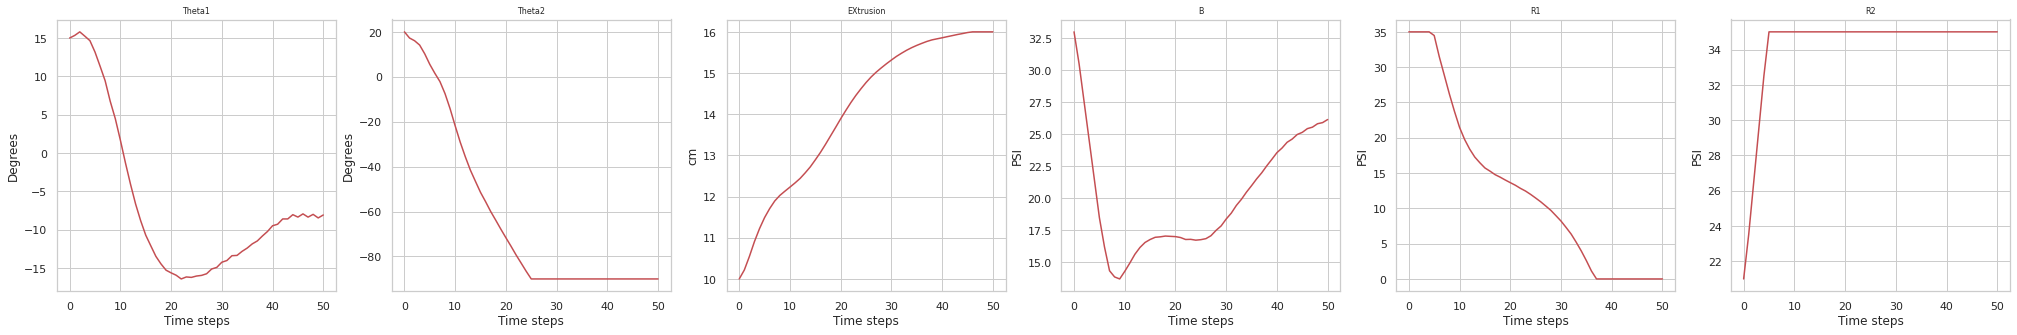 Theta1
Degrees
15
10
5
0
−5
−10
−15
0 10 20 30 40 50
Time steps
Theta2
Degrees
20
0
−20
−40
−60
−80
0 10 20 30 40 50
Time steps
EXtrusion
cm
16
15
14
13
12
11
10
0 10 20 30 40 50
Time steps
B
PSI
32.5
30.0
27.5
25.0
22.5
20.0
17.5
15.0
0 10 20 30 40 50
Time steps
R1
PSI
35
30
25
20
15
10
5
0
0 10 20 30 40 50
Time steps
R2
PSI
34
32
30
28
26
24
22
0 10 20 30 40 50
Time steps